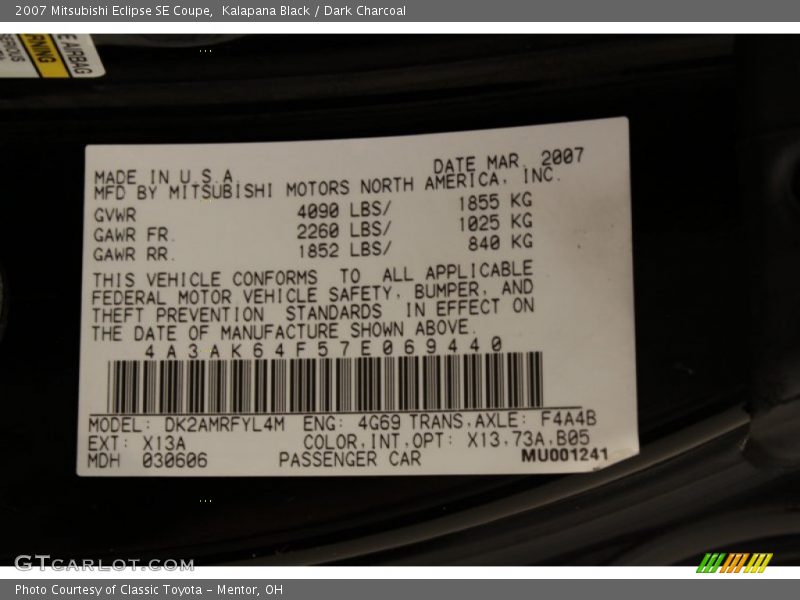 2007 Mitsubishi Eclipse SE Coupe,  Kalapana Black / Dark Charcoal
WARNING
E AIRBAG
MADE IN U.S.A.
DATE MAR. 2007
MFD BY MITSUBISHI MOTORS NORTH AMERICA, INC.
GVWR 4090 LBS/ 1855 KG
GAWR FR. 2260 LBS/ 1025 KG
GAWR RR. 1852 LBS/ 840 KG
THIS VEHICLE CONFORMS TO ALL APPLICABLE
FEDERAL MOTOR VEHICLE SAFETY, BUMPER, AND
THEFT PREVENTION STANDARDS IN EFFECT ON
THE DATE OF MANUFACTURE SHOWN ABOVE.
4A3AK64F57E069440
MODEL: DK2AMRFYL4M ENG: 4G69 TRANS.AXLE: F4A4B
EXT: X13A COLOR.INT.OPT: X13.73A.B05
MDH 030606 PASSENGER CAR MU001241
GTCARLOT.COM
Photo Courtesy of Classic Toyota - Mentor, OH